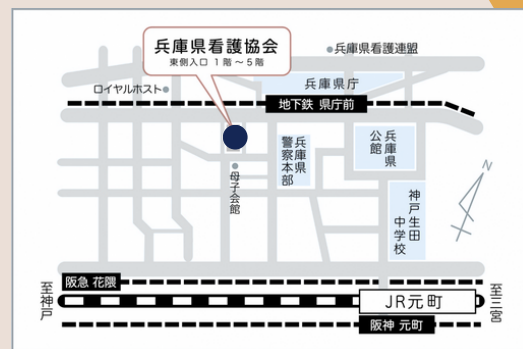 兵庫県看護協会
東側入口 1階～5階
兵庫県看護連盟
兵庫県庁
ロイヤルホスト
地下鉄 県庁前
兵庫県警察本部
兵庫県公館
母子会館
神戸生田中学校
N
阪急 花隈
至神戸
JR元町
至三宮
阪神 元町